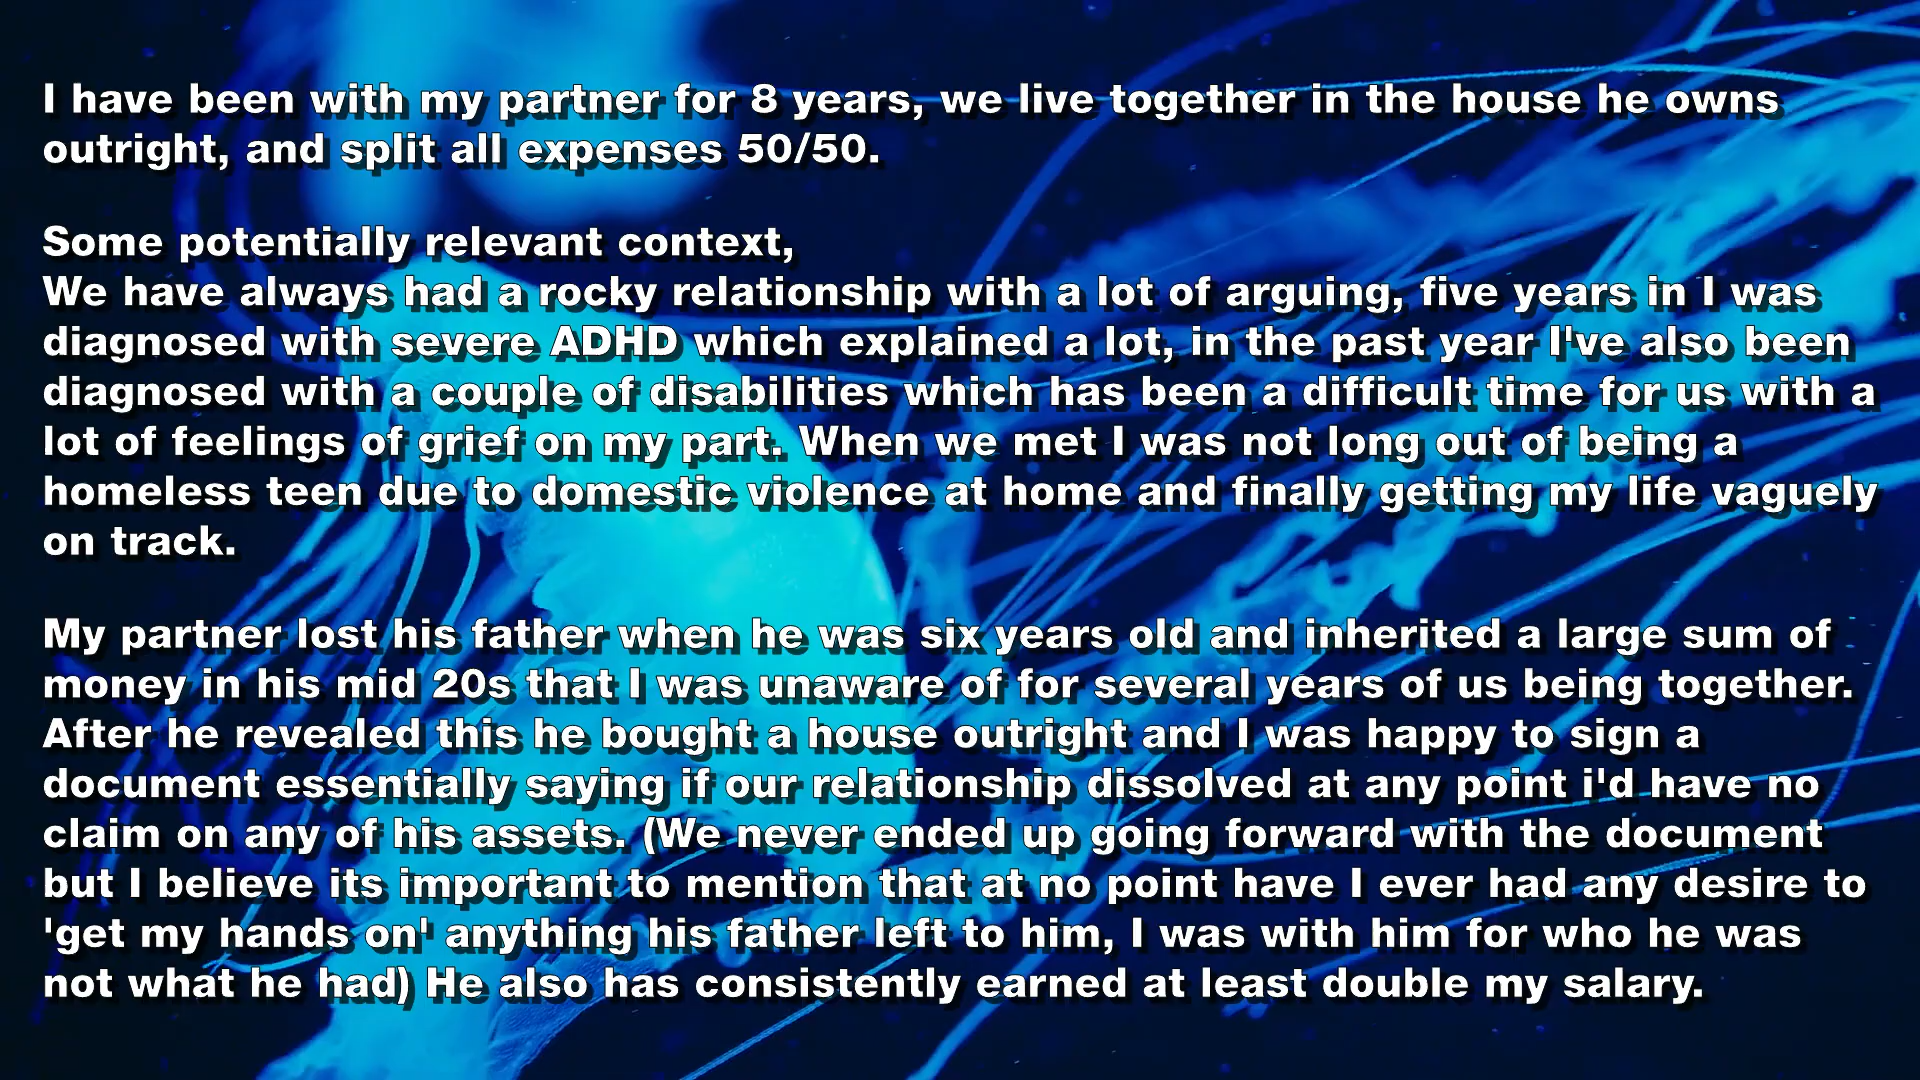 I have been with my partner for 8 years, we live together in the house he owns
outright, and split all expenses 50/50.
Some potentially relevant context,
We have always had a rocky relationship with a lot of arguing, five years in I was
diagnosed with severe ADHD which explained a lot, in the past year I've also been
diagnosed with a couple of disabilities which has been a difficult time for us with a
lot of feelings of grief on my part. When we met I was not long out of being a
homeless teen due to domestic violence at home and finally getting my life vaguely
on track.
My partner lost his father when he was six years old and inherited a large sum of
money in his mid 20s that I was unaware of for several years of us being together.
After he revealed this he bought a house outright and I was happy to sign a
document essentially saying if our relationship dissolved at any point i'd have no
claim on any of his assets. (We never ended up going forward with the document
but I believe its important to mention that at no point have I ever had any desire to
'get my hands on' anything his father left to him, I was with him for who he was
not what he had) He also has consistently earned at least double my salary.